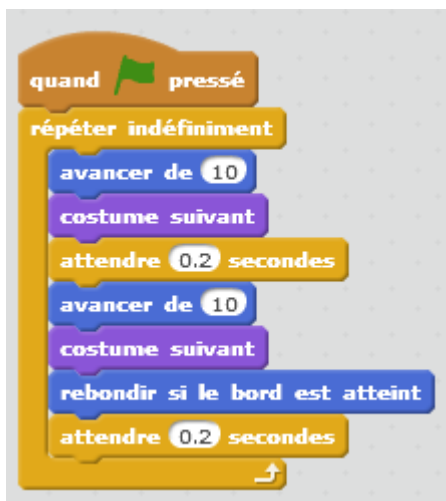 quand pressé
répéter indéfiniment
avancer de 10
costume suivant
attendre 0.2 secondes
avancer de 10
costume suivant
rebondir si le bord est atteint
attendre 0.2 secondes